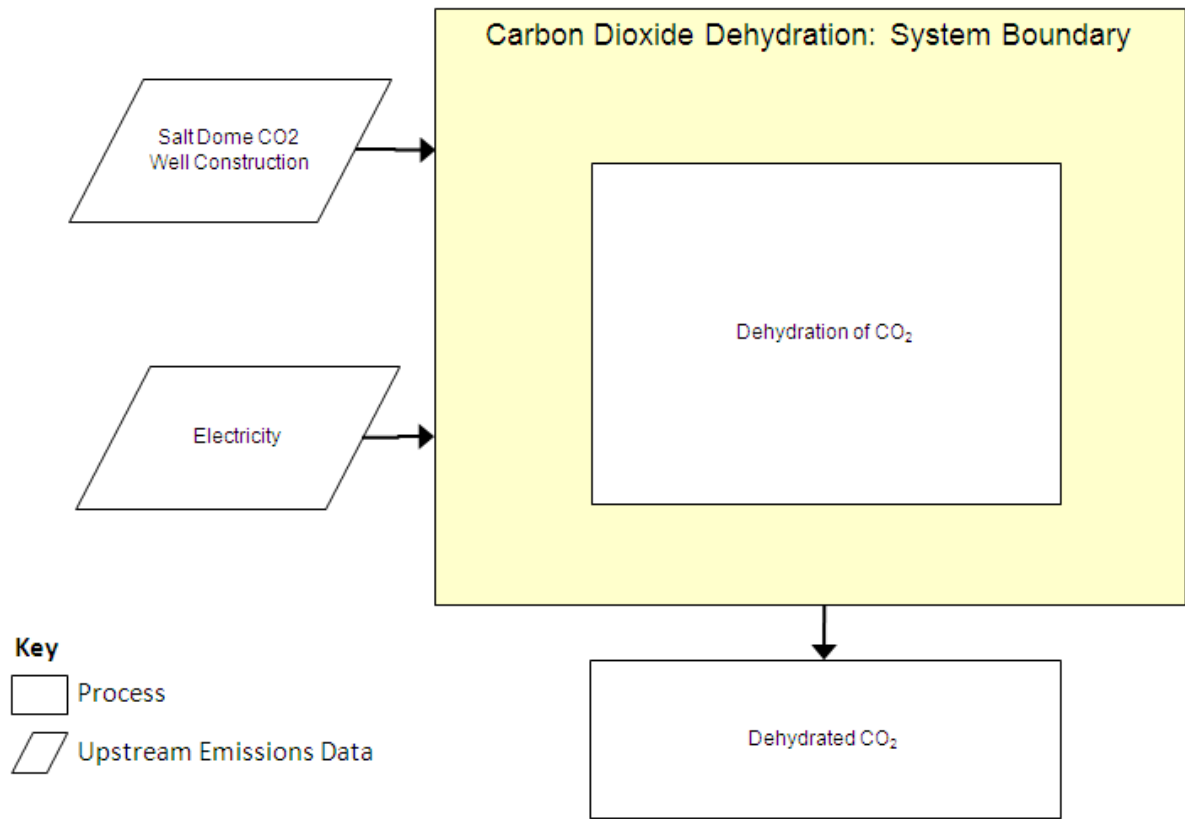 Carbon Dioxide Dehydration: System Boundary
Salt Dome CO2
Well Construction
Dehydration of CO₂
Electricity
Key
Process
Upstream Emissions Data
Dehydrated CO₂